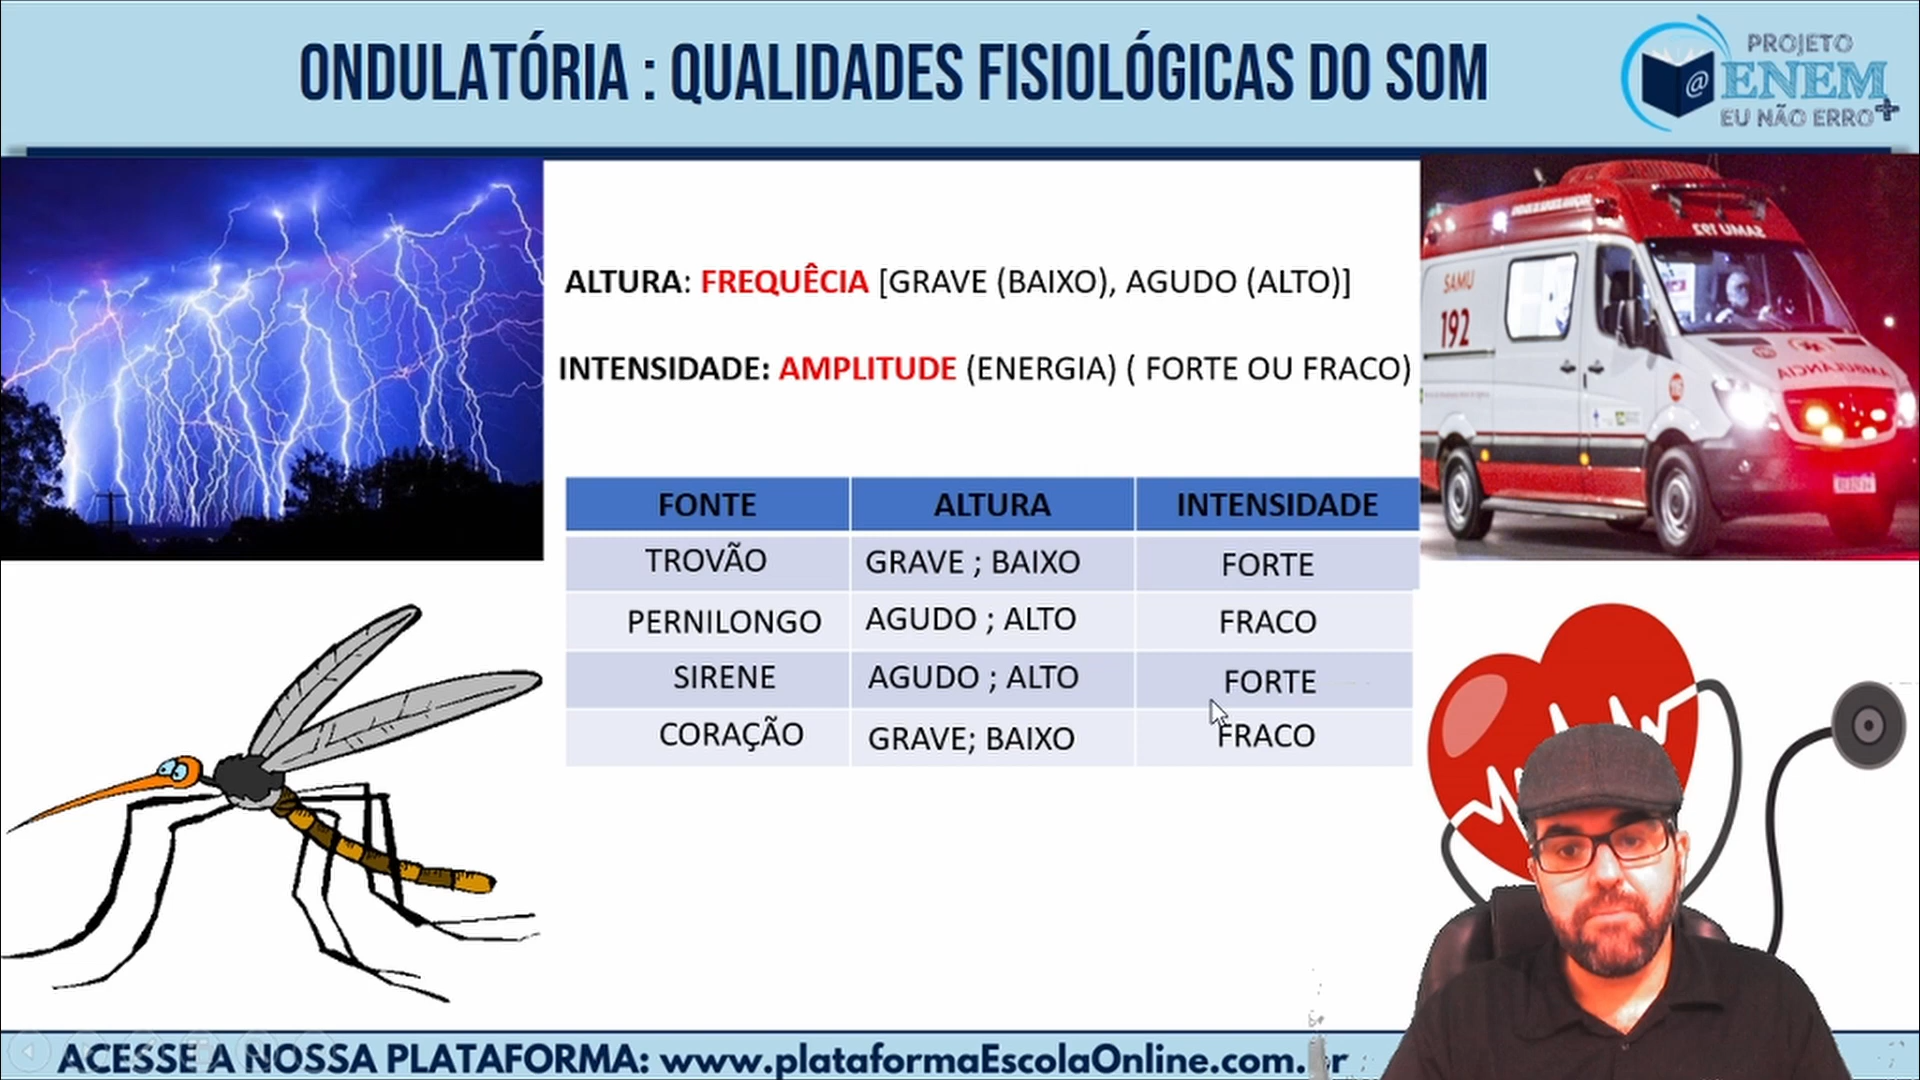 ONDULATÓRIA : QUALIDADES FISIOLÓGICAS DO SOM
PROJETO
@ENEM
EU NÃO ERRO+
ALTURA: FREQUÊCIA [GRAVE (BAIXO), AGUDO (ALTO)]
INTENSIDADE: AMPLITUDE (ENERGIA) ( FORTE OU FRACO)
FONTE ALTURA INTENSIDADE
TROVÃO GRAVE ; BAIXO FORTE
PERNILONGO AGUDO ; ALTO FRACO
SIRENE AGUDO ; ALTO FORTE
CORAÇÃO GRAVE; BAIXO FRACO
SAMU 192
SAMU
192
AMBULÂNCIA
ACESSE A NOSSA PLATAFORMA: www.plataformaEscolaOnline.com.br